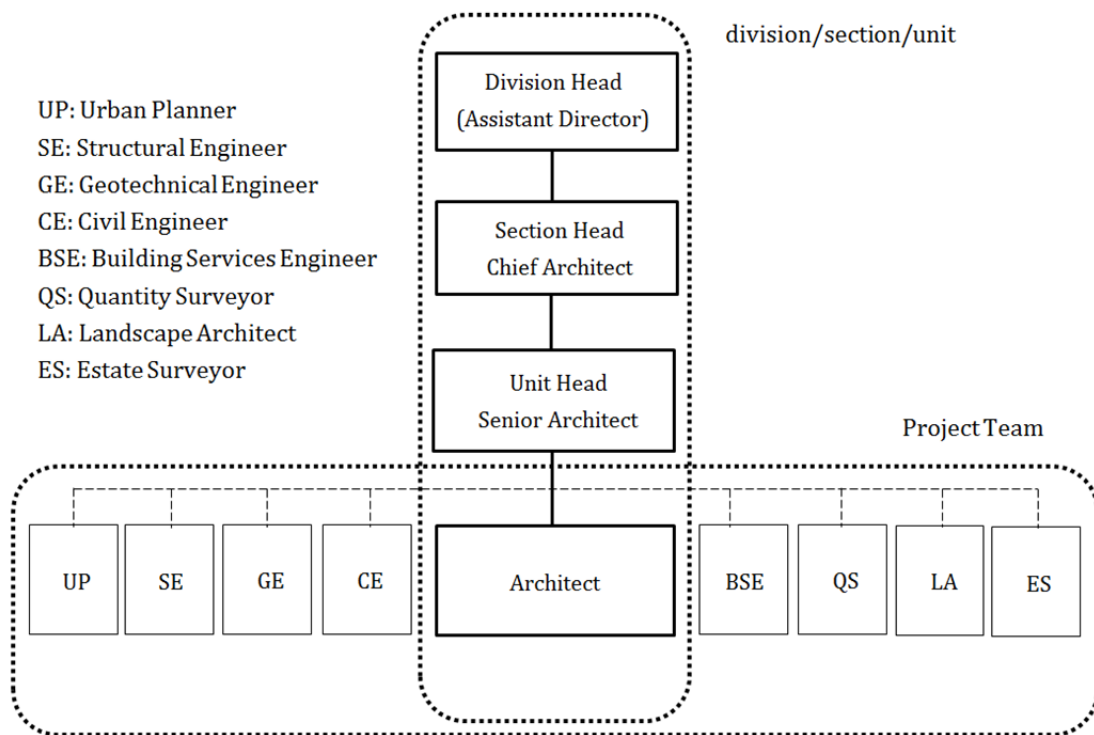 division/section/unit
Division Head
(Assistant Director)
UP: Urban Planner
SE: Structural Engineer
GE: Geotechnical Engineer
CE: Civil Engineer
BSE: Building Services Engineer
QS: Quantity Surveyor
LA: Landscape Architect
ES: Estate Surveyor
Section Head
Chief Architect
Unit Head
Senior Architect
Project Team
UP
SE
GE
CE
Architect
BSE
QS
LA
ES